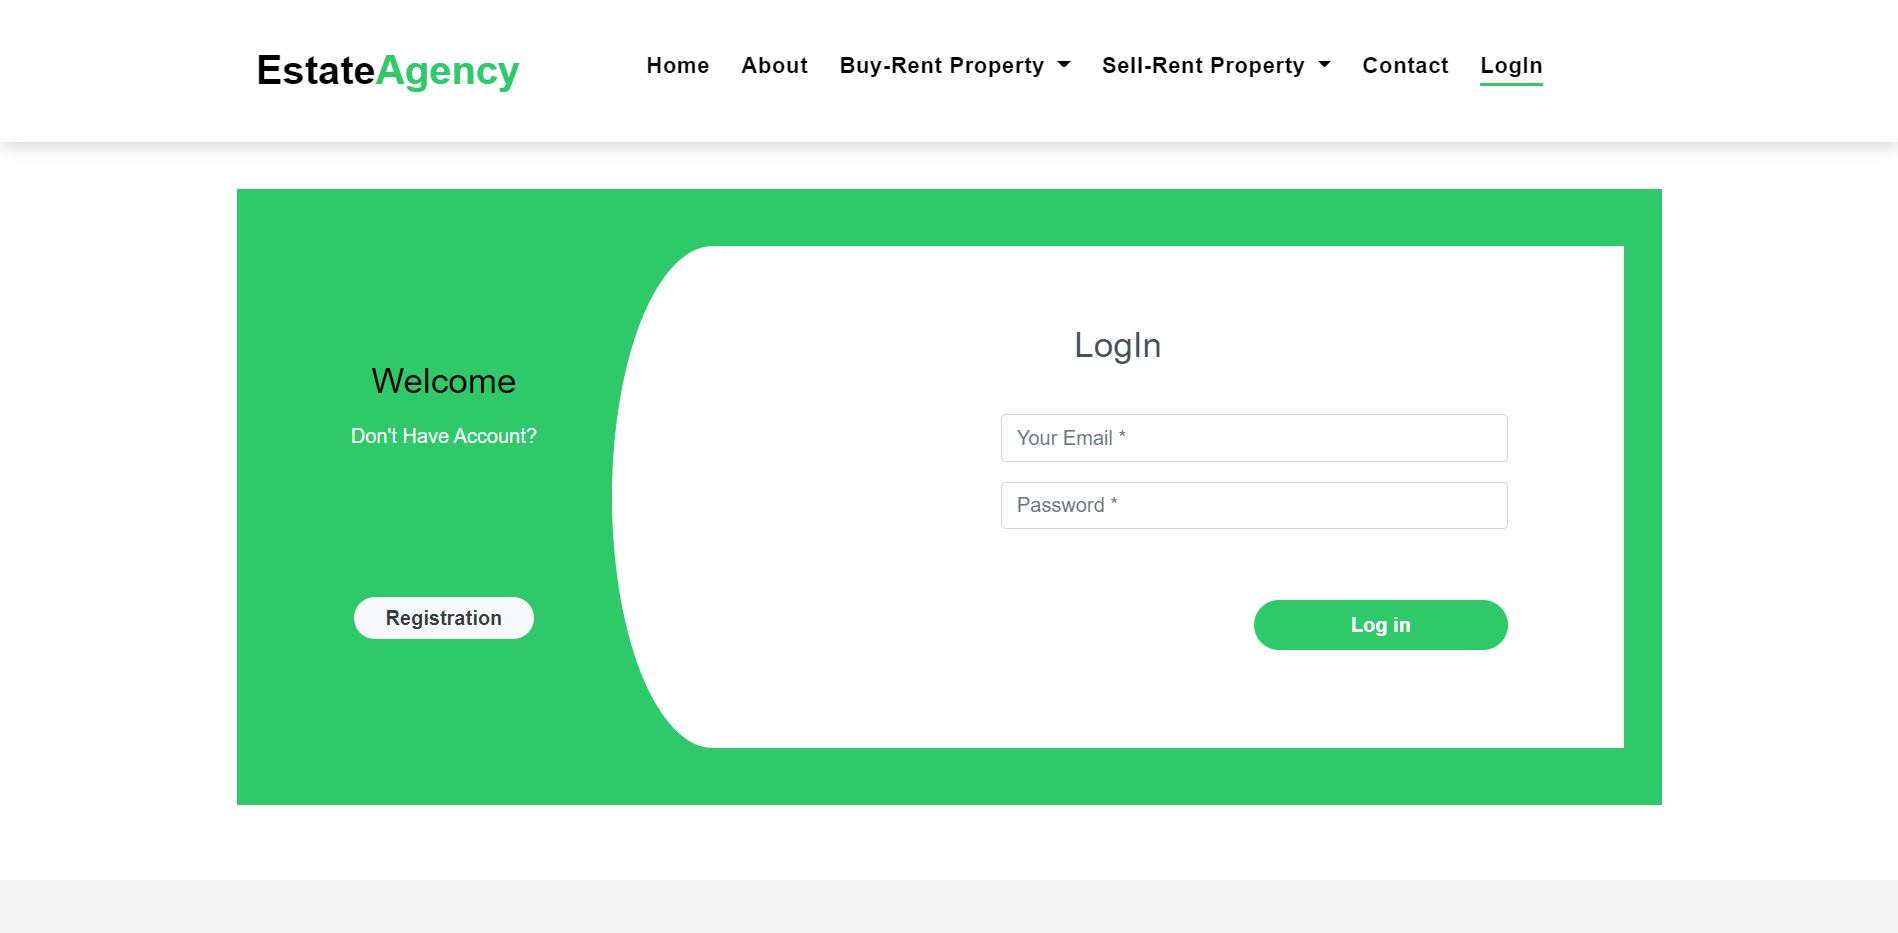 EstateAgency
Home About Buy-Rent Property Sell-Rent Property Contact LogIn
Welcome
Don't Have Account?
Registration
LogIn
Your Email *
Password *
Log in